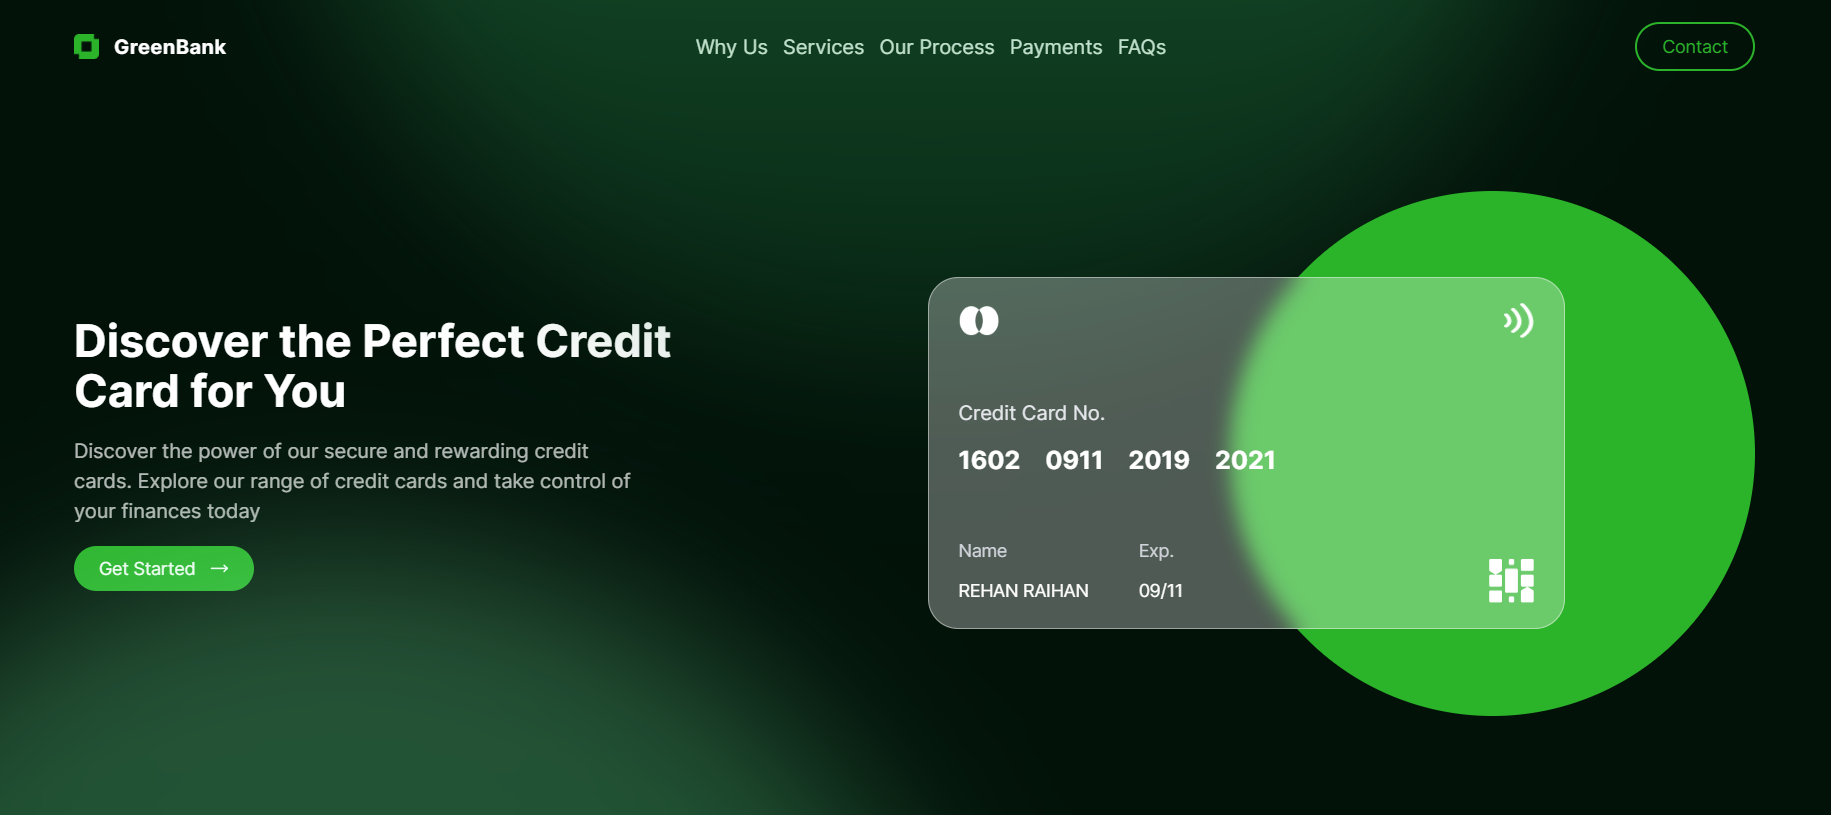 GreenBank
Why Us Services Our Process Payments FAQs
Contact
Discover the Perfect Credit
Card for You
Discover the power of our secure and rewarding credit
cards. Explore our range of credit cards and take control of
your finances today
Get Started →
Credit Card No.
1602 0911 2019 2021
Name Exp.
REHAN RAIHAN 09/11